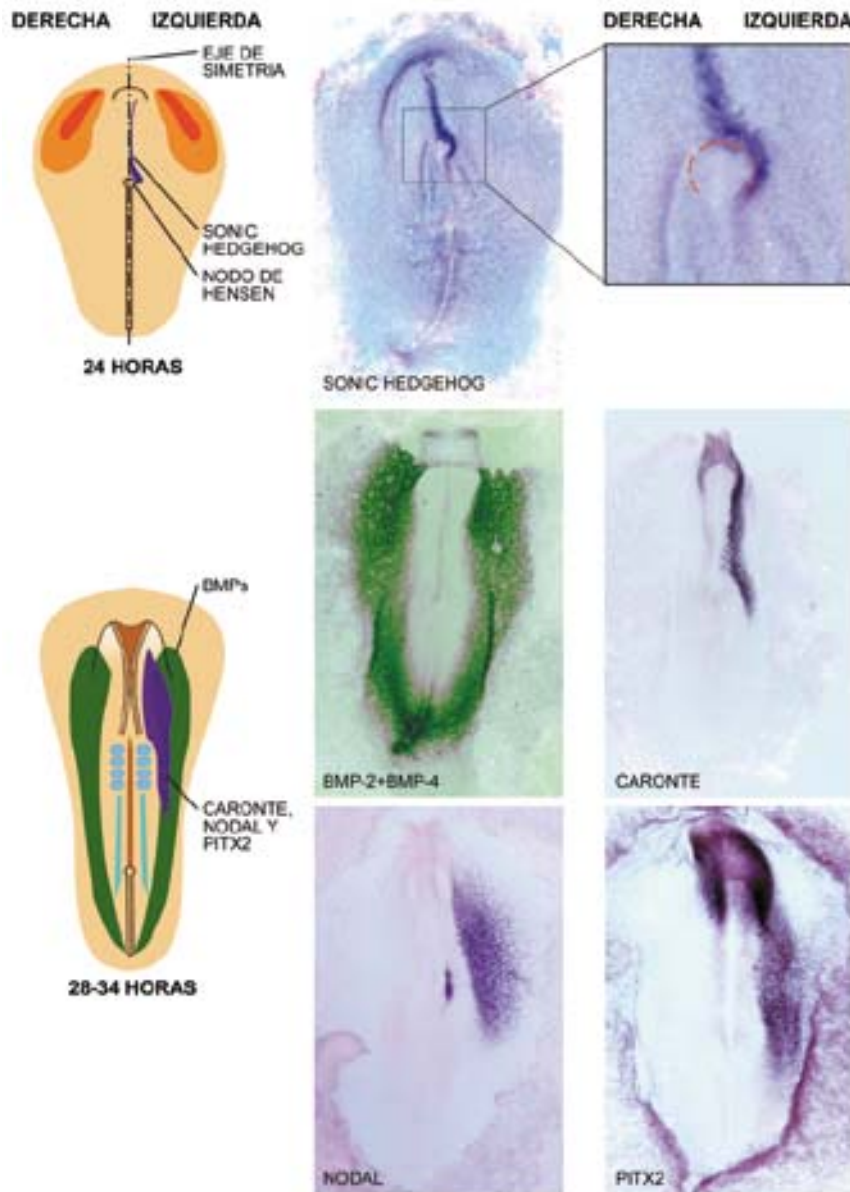 DERECHA IZQUIERDA
EJE DE
SIMETRIA
SONIC
HEDGEHOG
NODO DE
HENSEN
24 HORAS
SONIC HEDGEHOG
DERECHA IZQUIERDA
BMP-2+BMP-4
CARONTE
BMPs
CARONTE,
NODAL Y
PITX2
28-34 HORAS
NODAL
PITX2